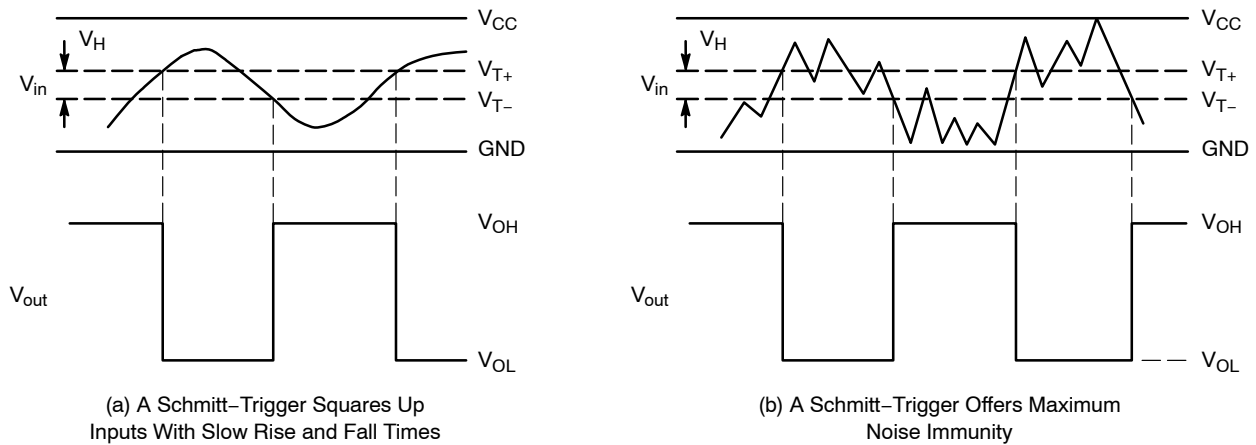 V_CC
V_H
V_in
V_T+
V_T−
GND
V_OH
V_out
V_OL
(a) A Schmitt−Trigger Squares Up
Inputs With Slow Rise and Fall Times
V_CC
V_H
V_in
V_T+
V_T−
GND
V_OH
V_out
V_OL
(b) A Schmitt−Trigger Offers Maximum
Noise Immunity